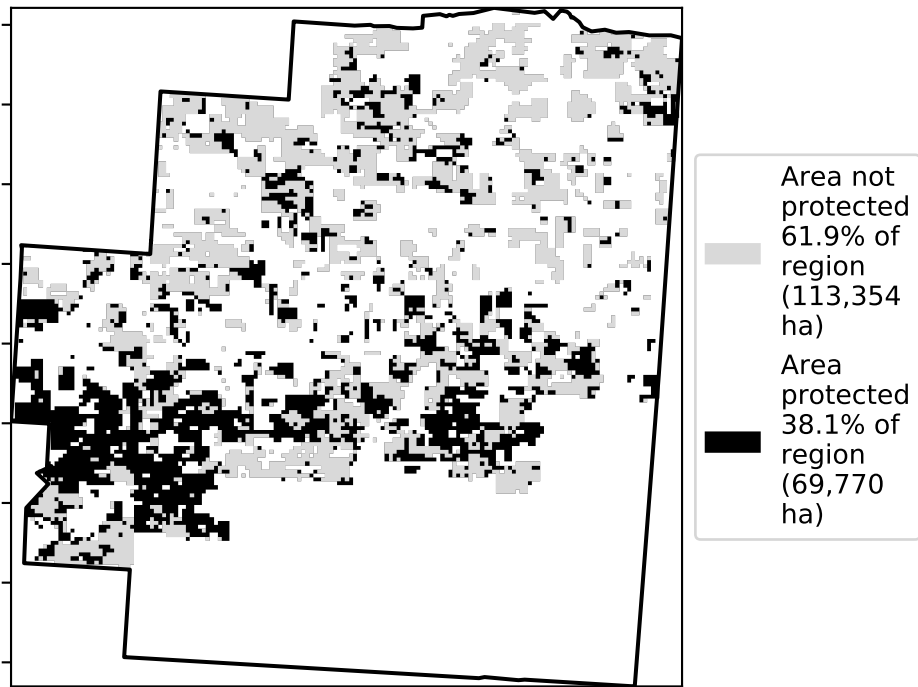 Area not
protected
61.9% of
region
(113,354
ha)
Area
protected
38.1% of
region
(69,770
ha)